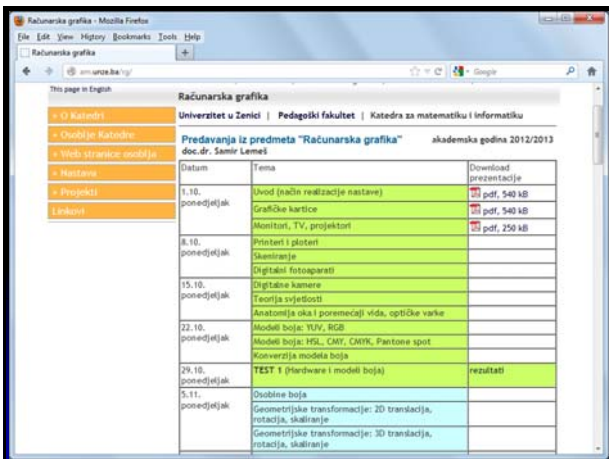 Računarska grafika - Mozilla Firefox
File Edit View History Bookmarks Tools Help
Računarska grafika
am.unze.ba/rg/
Google
This page in English
Računarska grafika
» O Katedri
» Osoblje Katedre
» Web stranice osoblja
» Nastava
» Projekti
Linkovi
Univerzitet u Zenici | Pedagoški fakultet | Katedra za matematiku i informatiku
Predavanja iz predmeta "Računarska grafika" akademska godina 2012/2013
doc.dr. Samir Lemeš
Datum Tema Download prezentacije
1.10. ponedjeljak Uvod (način realizacije nastave) pdf, 540 kB
Grafičke kartice pdf, 540 kB
Monitori, TV, projektori pdf, 250 kB
8.10. ponedjeljak Printeri i ploteri
Skeniranje
Digitalni fotoaparati
15.10. ponedjeljak Digitalne kamere
Teorija svjetlosti
Anatomija oka i poremećaji vida, optičke varke
22.10. ponedjeljak Modeli boja: YUV, RGB
Modeli boja: HSL, CMY, CMYK, Pantone spot
Konverzija modela boja
29.10. ponedjeljak TEST 1 (Hardware i modeli boja) rezultati
5.11. ponedjeljak Osobine boja
Geometrijske transformacije: 2D translacija,
rotacija, skaliranje
Geometrijske transformacije: 3D translacija,
rotacija, skaliranje